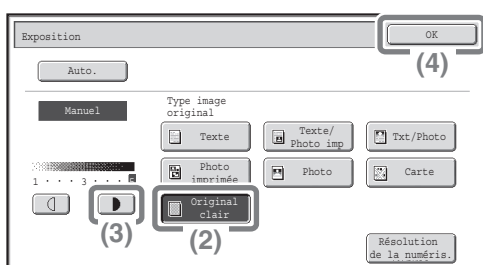 Exposition
OK
(4)
Auto.
Manuel
Type image
original
Texte
Texte/
Photo imp
Txt/Photo
Photo
imprimée
Photo
Carte
1 · · · 3 · · · 5
Original
clair
(3)
(2)
Résolution
de la numéris.